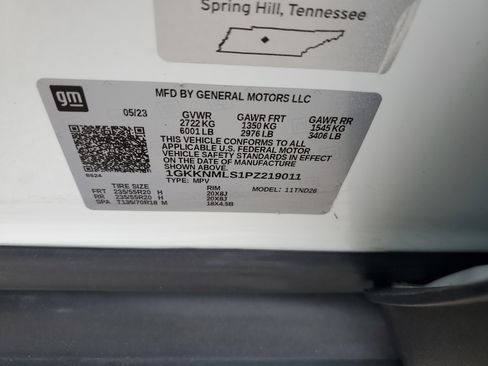 Spring Hill, Tennessee
gm
MFD BY GENERAL MOTORS LLC
05/23 GVWR GAWR FRT GAWR RR
2722 KG 1350 KG 1545 KG
6001 LB 2976 LB 3406 LB
THIS VEHICLE CONFORMS TO ALL
APPLICABLE U.S. FEDERAL MOTOR
VEHICLE SAFETY STANDARDS IN
EFFECT ON THE DATE OF MANUFACTURE
SHOWN ABOVE.
8624 1GKKNMLS1PZ219011
TYPE: MPV
TIRE SIZE RIM MODEL: 11TND26
FRT 235/55R20 H 20X8J
RR 235/55R20 H 20X8J
SPA T135/70R18 M 18X4.5B